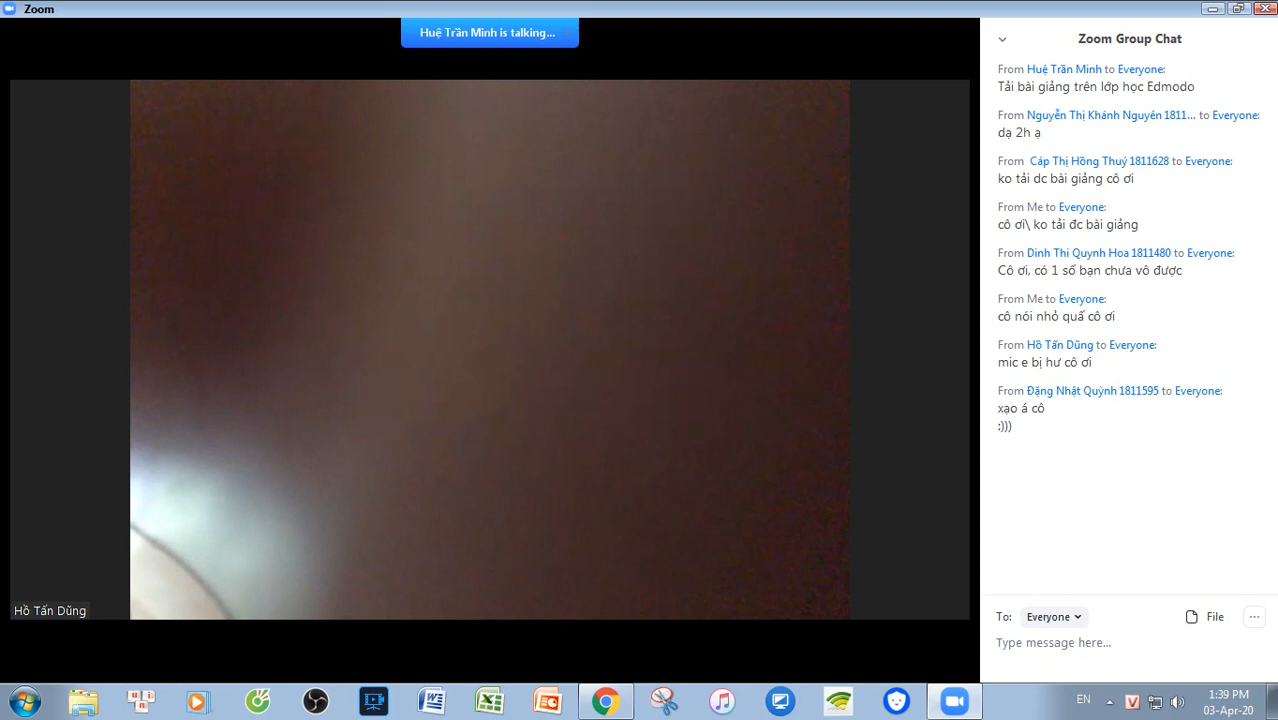 Zoom
Huệ Trần Minh is talking...
Zoom Group Chat
From Huệ Trần Minh to Everyone:
Tải bài giảng trên lớp học Edmodo
From Nguyễn Thị Khánh Nguyên 1811... to Everyone:
dạ 2h ạ
From Cáp Thị Hồng Thuý 1811628 to Everyone:
ko tải dc bài giảng cô ơi
From Me to Everyone:
cô ơi\ ko tải đc bài giảng
From Dinh Thi Quynh Hoa 1811480 to Everyone:
Cô ơi, có 1 số bạn chưa vô được
From Me to Everyone:
cô nói nhỏ quấ cô ơi
From Hồ Tấn Dũng to Everyone:
mic e bị hư cô ơi
From Đặng Nhật Quỳnh 1811595 to Everyone:
xạo á cô
:)))
Hồ Tấn Dũng
To: Everyone File ...
Type message here...
EN
1:39 PM
03-Apr-20